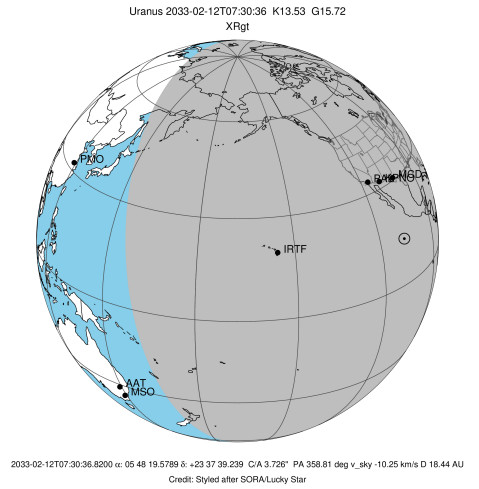 Uranus 2033-02-12T07:30:36 K13.53 G15.72
XRgt
PMO
MSO
IRTF
AAT
2033-02-12T07:30:36.8200 α: 05 48 19.5789 δ: +23 37 39.239 C/A 3.726" PA 358.81 deg v_sky -10.25 km/s D 18.44 AU
Credit: Styled after SORA/Lucky Star